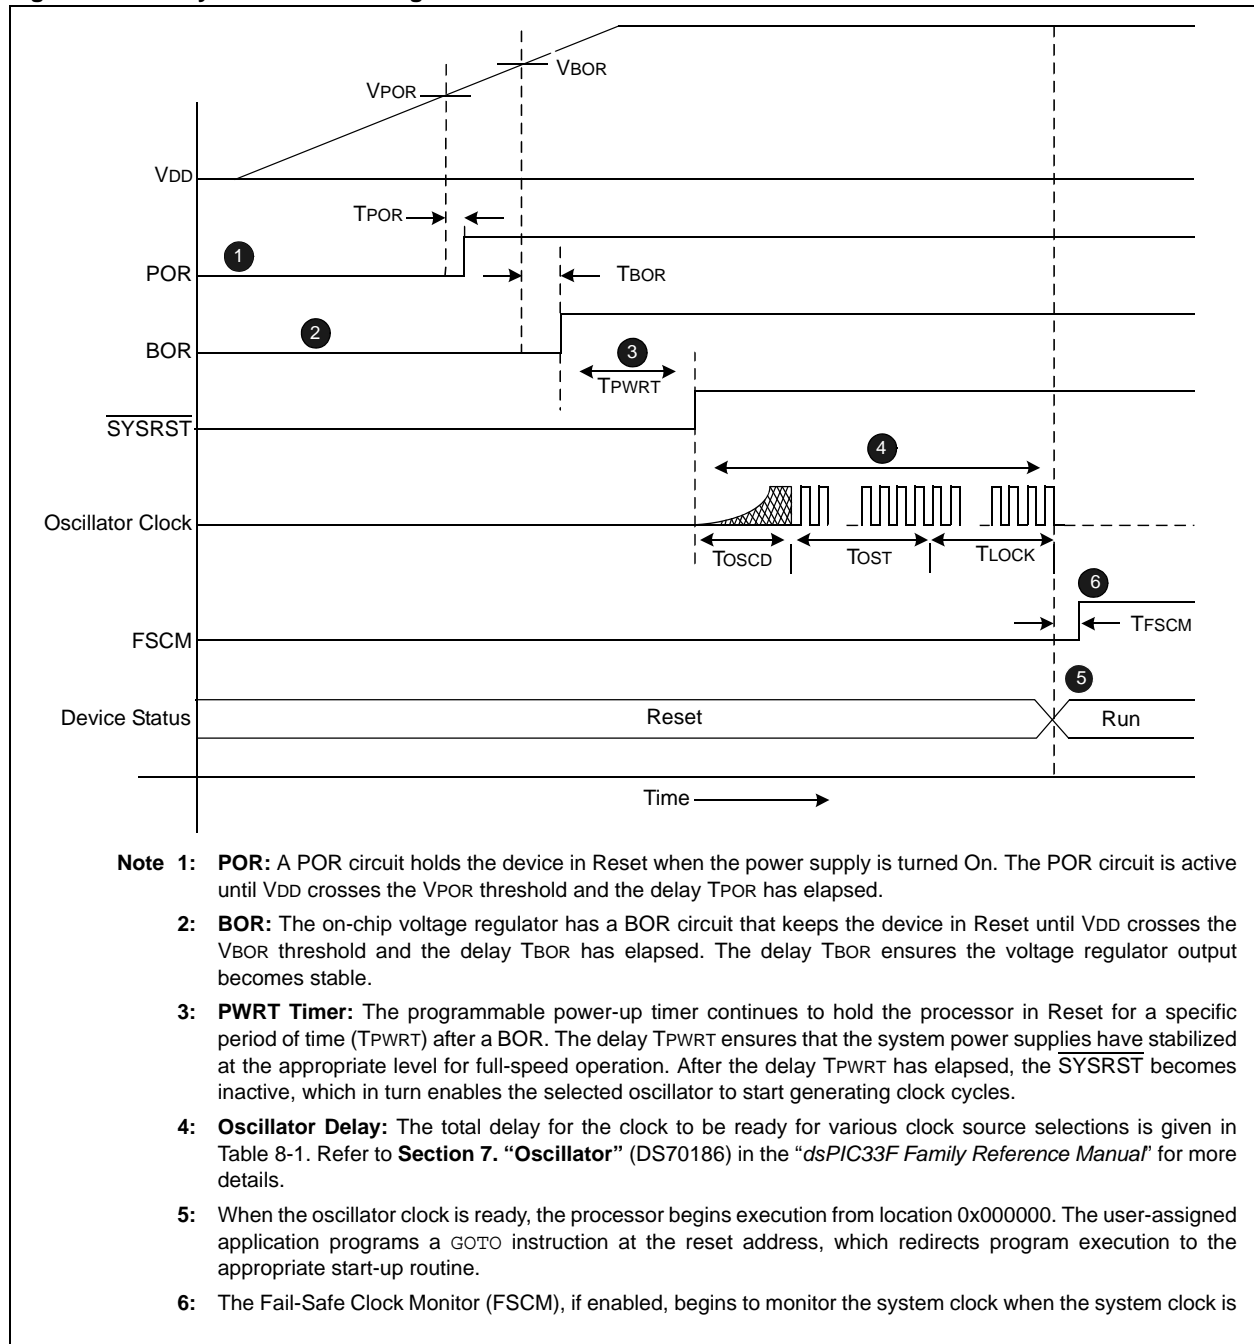 VBOR
VPOR
VDD
TPOR
1
POR
TBOR
2
BOR
3
TPWRT
SYSRST
4
Oscillator Clock
TOSCD
TOST
TLOCK
6
FSCM
TFSCM
5
Device Status
Reset
Run
Time
Note 1: POR: A POR circuit holds the device in Reset when the power supply is turned On. The POR circuit is active
until VDD crosses the VPOR threshold and the delay TPOR has elapsed.
2: BOR: The on-chip voltage regulator has a BOR circuit that keeps the device in Reset until VDD crosses the
VBOR threshold and the delay TBOR has elapsed. The delay TBOR ensures the voltage regulator output
becomes stable.
3: PWRT Timer: The programmable power-up timer continues to hold the processor in Reset for a specific
period of time (TPWRT) after a BOR. The delay TPWRT ensures that the system power supplies have stabilized
at the appropriate level for full-speed operation. After the delay TPWRT has elapsed, the SYSRST becomes
inactive, which in turn enables the selected oscillator to start generating clock cycles.
4: Oscillator Delay: The total delay for the clock to be ready for various clock source selections is given in
Table 8-1. Refer to Section 7. “Oscillator” (DS70186) in the “dsPIC33F Family Reference Manual” for more
details.
5: When the oscillator clock is ready, the processor begins execution from location 0x000000. The user-assigned
application programs a GOTO instruction at the reset address, which redirects program execution to the
appropriate start-up routine.
6: The Fail-Safe Clock Monitor (FSCM), if enabled, begins to monitor the system clock when the system clock is